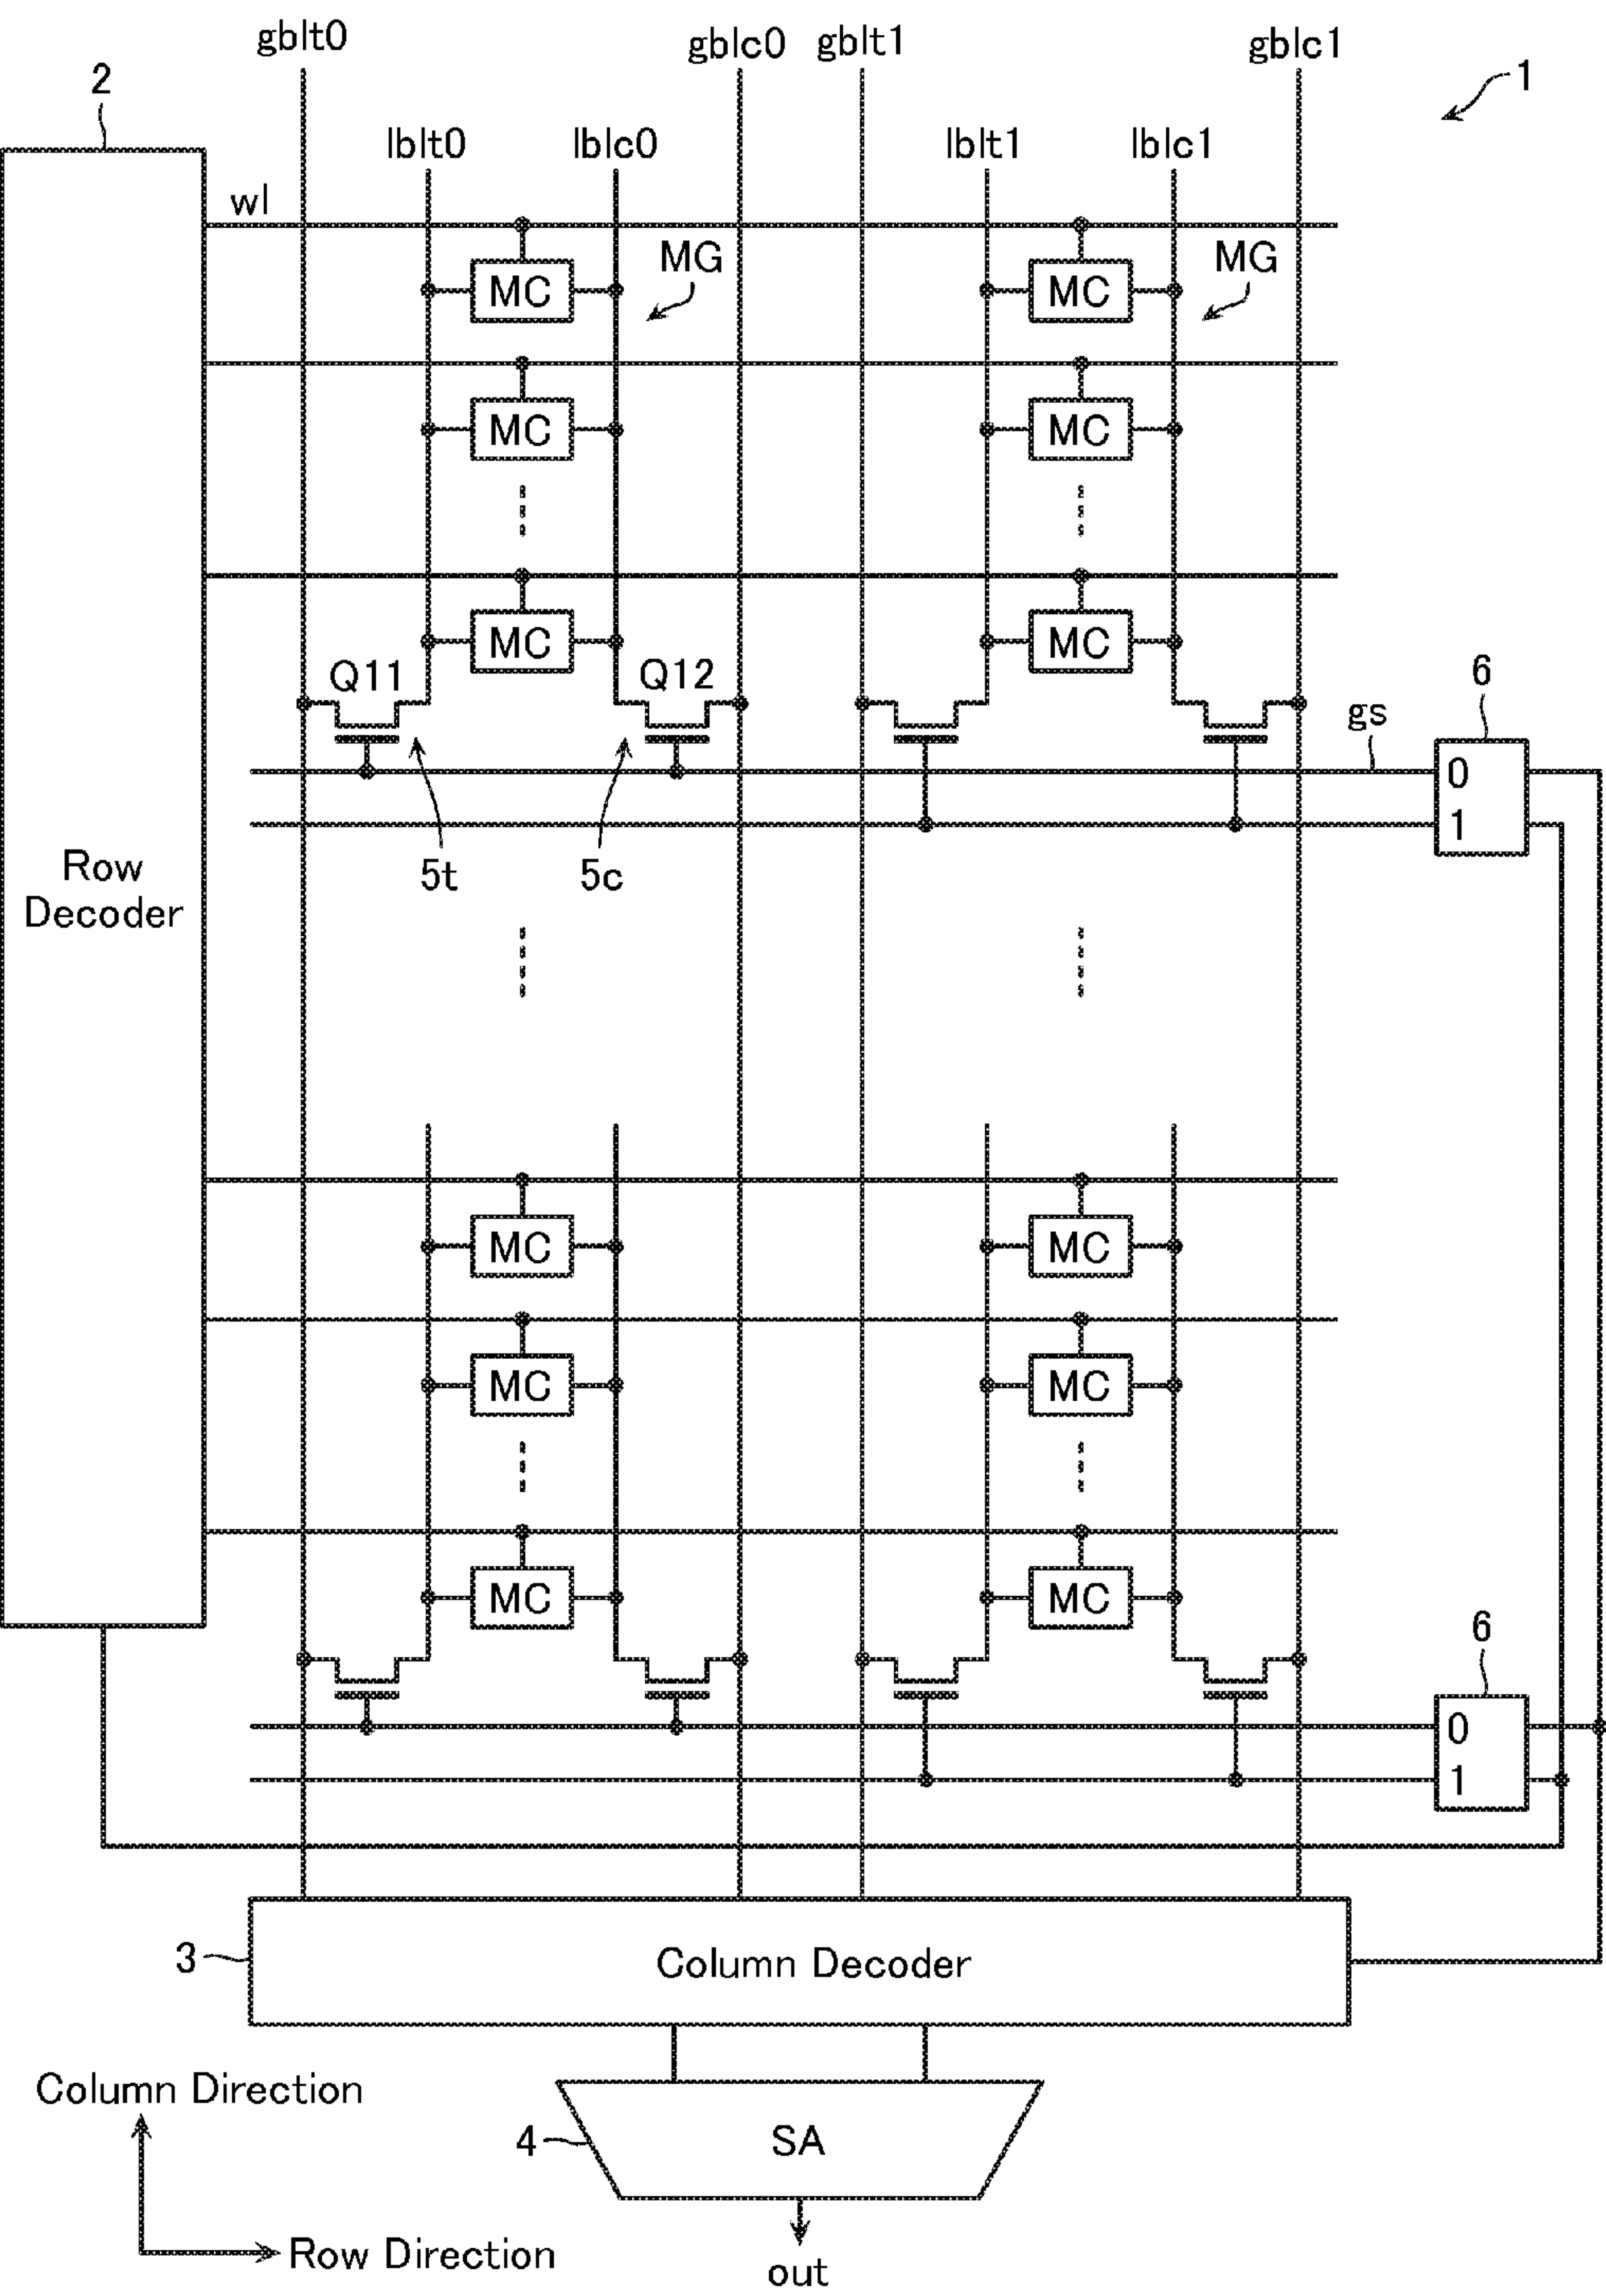 gblt0 gblc0 gblt1 gblc1
2 1
lblt0 lblc0 lblt1 lblc1
wl
MG MG
MC MC
MC MC
MC MC
Q11 Q12
6
gs
0
1
5t 5c
Row
Decoder
MC MC
MC MC
MC MC
6
0
1
3
Column Decoder
Column Direction
4
SA
Row Direction
out